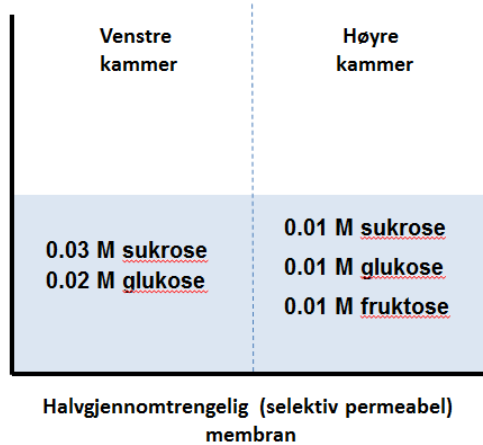 Venstre
kammer
Høyre
kammer
0.03 M sukrose
0.02 M glukose
0.01 M sukrose
0.01 M glukose
0.01 M fruktose
Halvgjennomtrengelig (selektiv permeabel)
membran